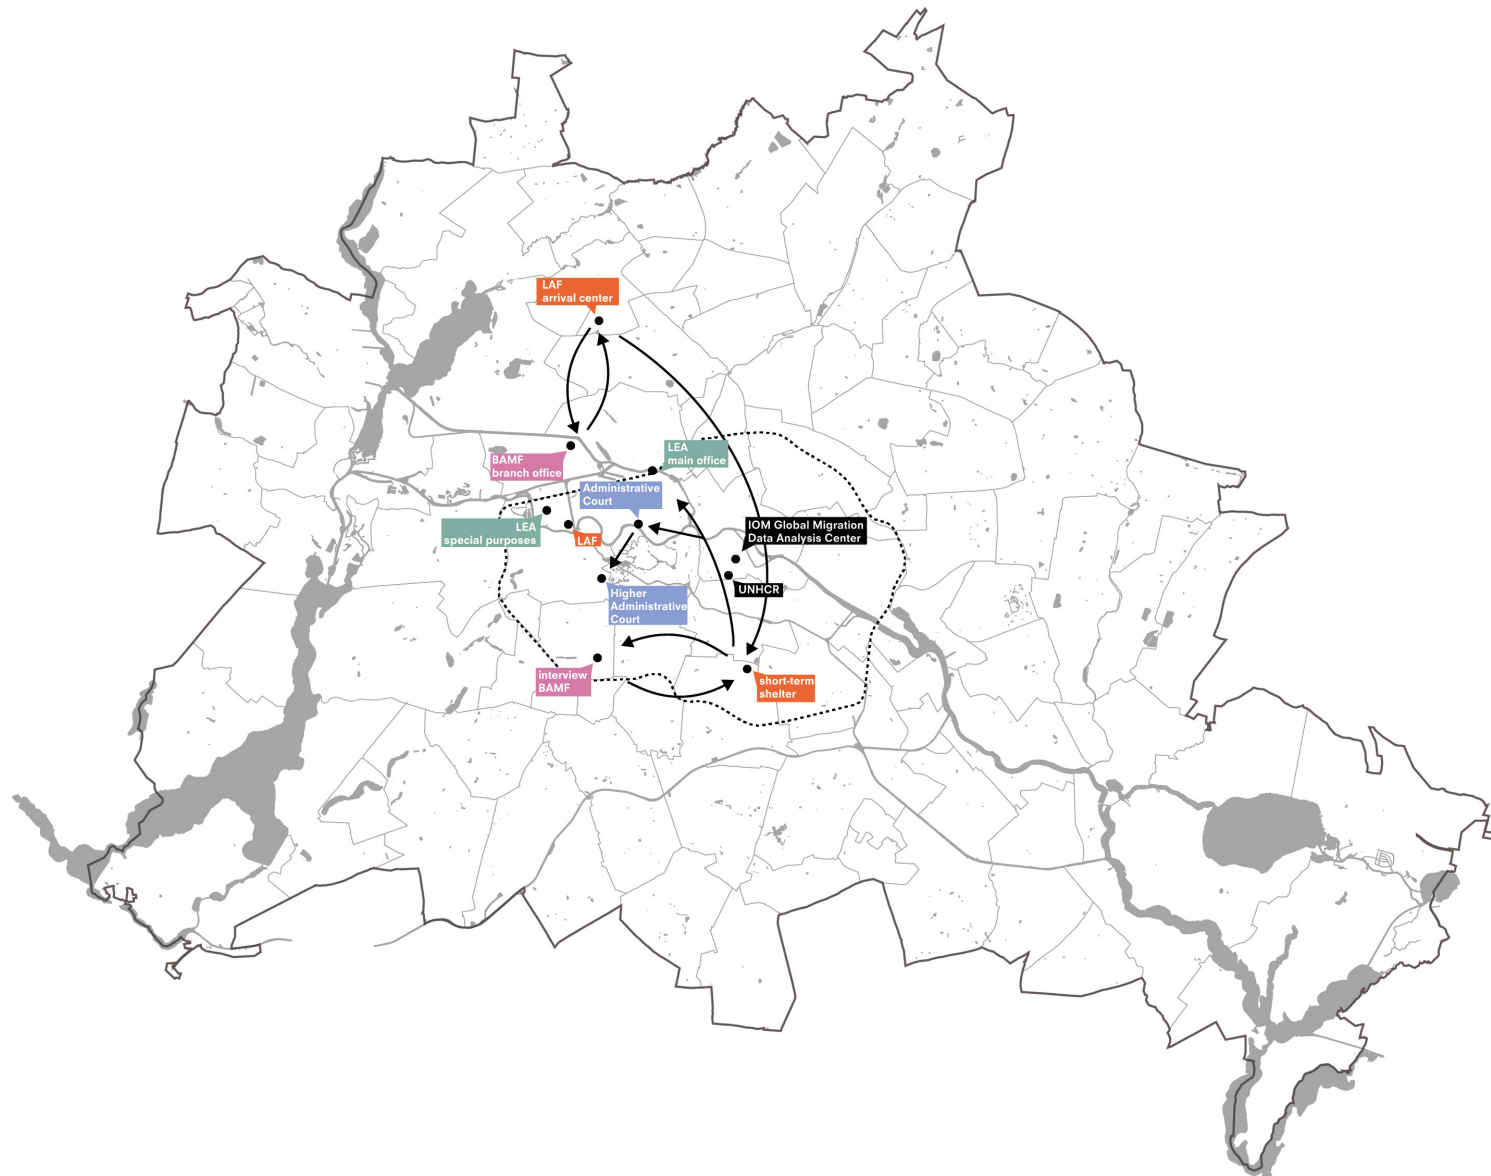 LAF
arrival center
LEA
main office
BAMF
branch office
Administrative
Court
LEA
special purposes
LAF
IOM Global Migration
Data Analysis Center
UNHCR
Higher
Administrative
Court
interview
BAMF
short-term
shelter